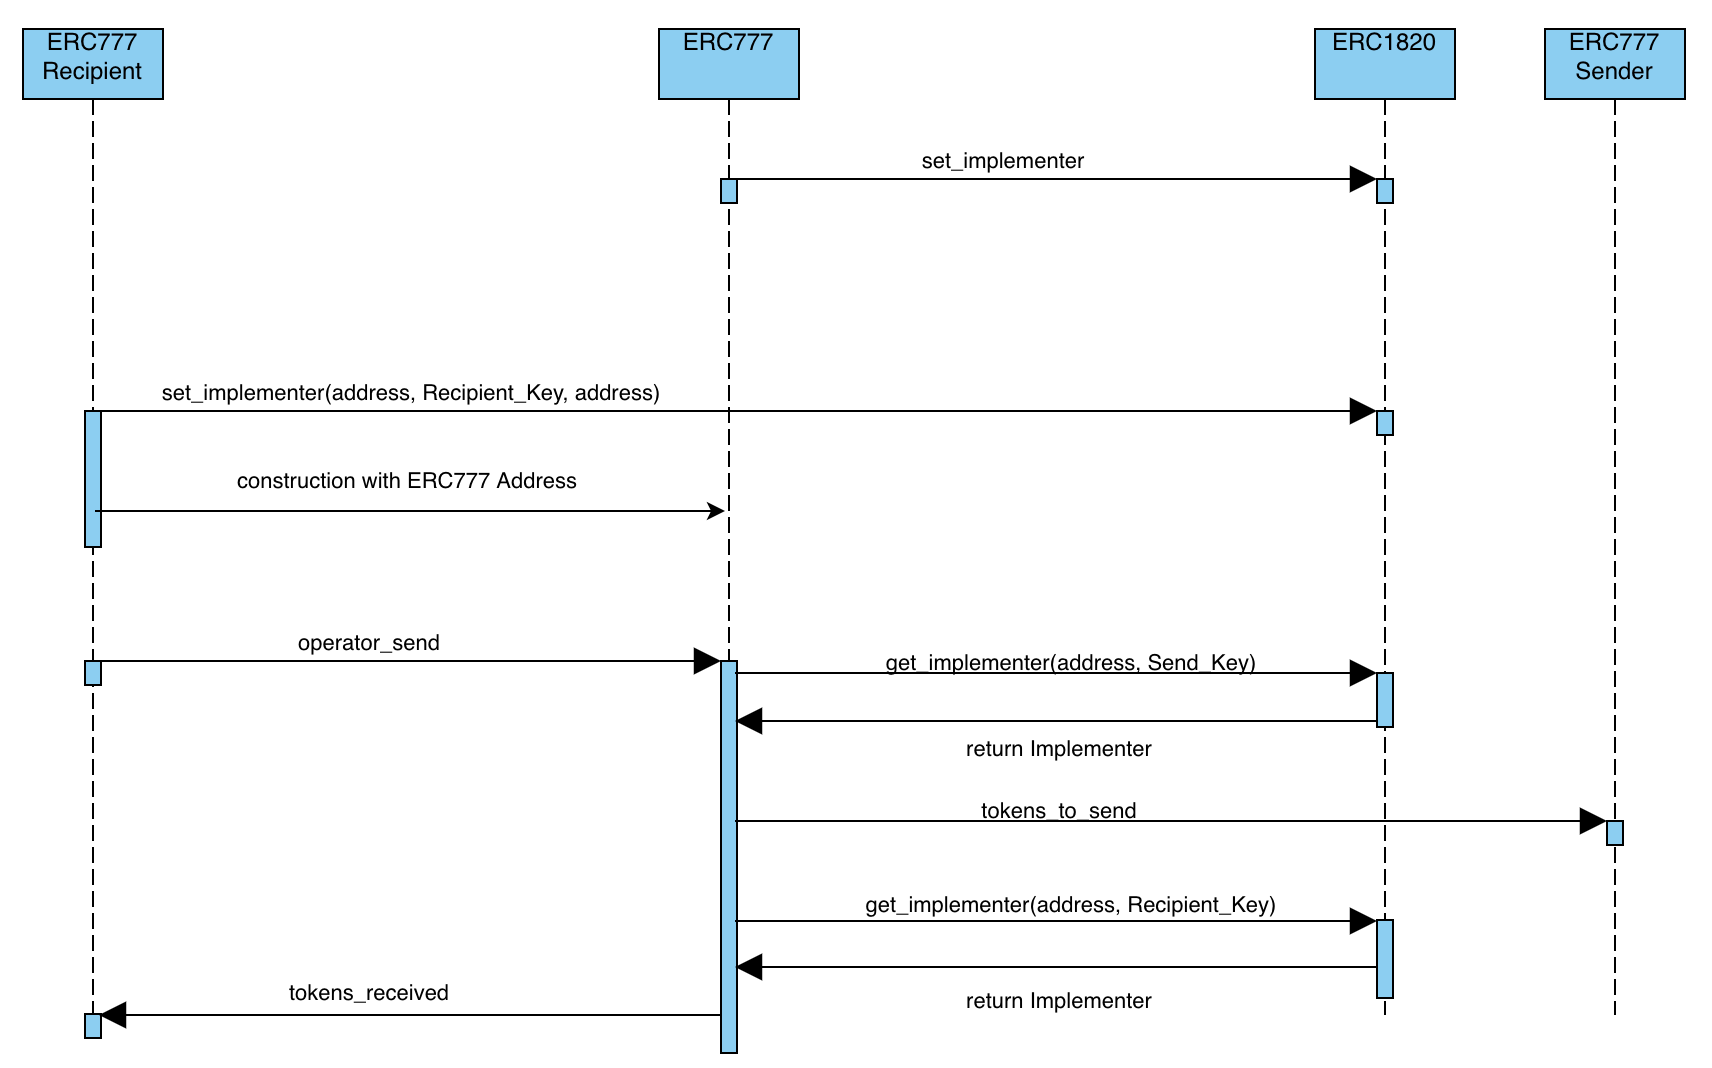 ERC777
Recipient
ERC777
ERC1820
ERC777
Sender
set_implementer
set_implementer(address, Recipient_Key, address)
construction with ERC777 Address
operator_send
get_implementer(address, Send_Key)
return Implementer
tokens_to_send
get_implementer(address, Recipient_Key)
tokens_received
return Implementer